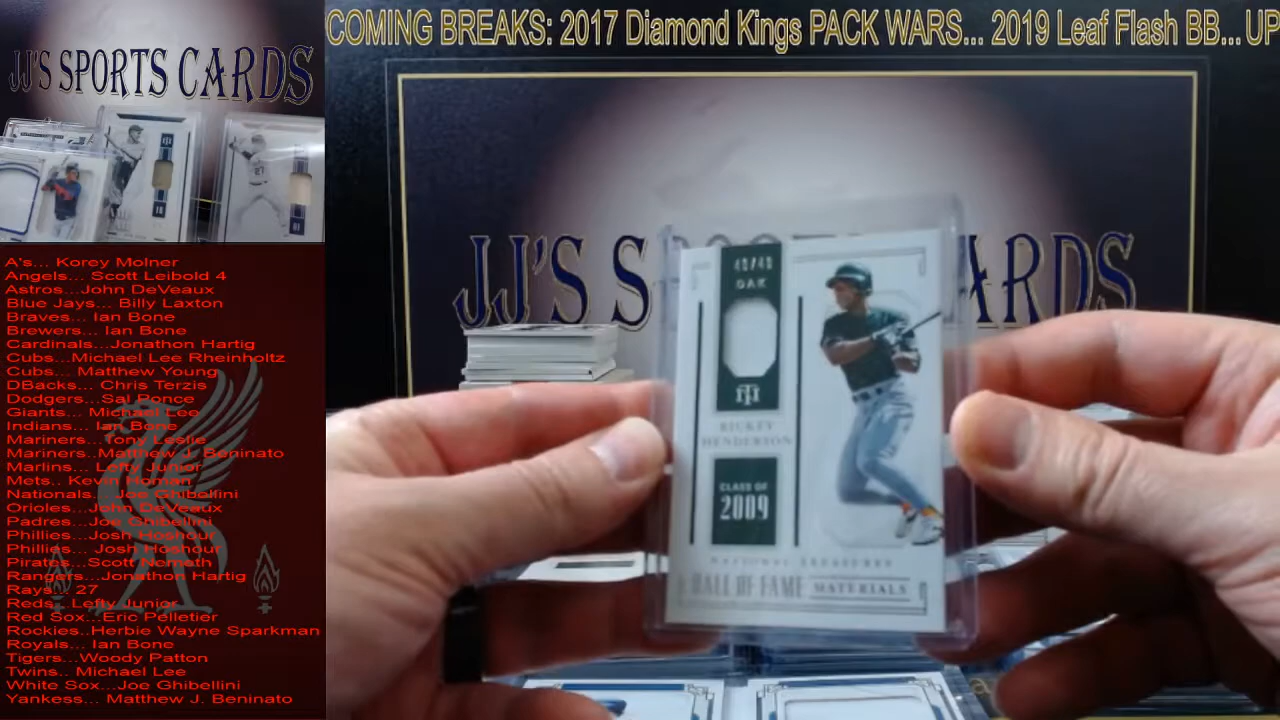 COMING BREAKS: 2017 Diamond Kings PACK WARS... 2019 Leaf Flash BB...UP
JJ'S SPORTS CARDS
A's... Korey Molner
Angels... Scott Leibold 4
Astros...John DeVeaux
Blue Jays... Billy Laxton
Braves... Ian Bone
Brewers... Ian Bone
Cardinals...Jonathon Hartig
Cubs...Michael Lee Rheinholtz
Cubs... Matthew Young
DBacks... Chris Terzis
Dodgers...Sal Ponce
Giants... Michael Lee
Indians... Ian Bone
Mariners...Tony Leslie
Mariners..Matthew J. Beninato
Marlins... Lefty Junior
Mets.. Kevin Homan
Nationals... Joe Ghibellini
Orioles...John DeVeaux
Padres...Joe Ghibellini
Phillies...Josh Hoshour
Phillies... Josh Hoshour
Pirates...Scott Nemeth
Rangers...Jonathon Hartig
Rays... 27
Reds.. Lefty Junior
Red Sox...Eric Pelletier
Rockies..Herbie Wayne Sparkman
Royals... Ian Bone
Tigers...Woody Patton
Twins.. Michael Lee
White Sox...Joe Ghibellini
Yankess... Matthew J. Beninato
JJ'S S ARDS
OAK
RICKEY
HENDERSON
CLASS OF
2009
NATIONAL TREASURES
HALL OF FAME MATERIALS